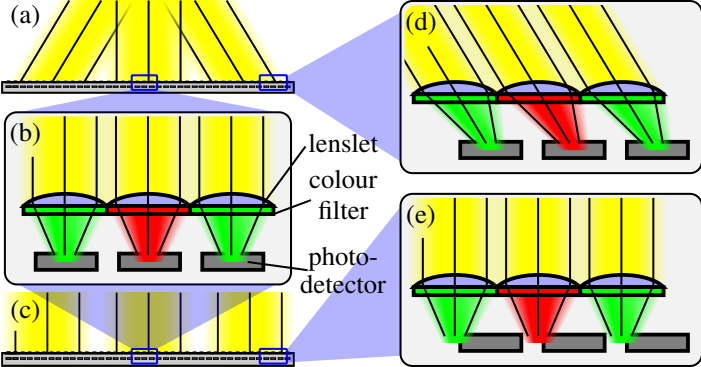 (a)
(d)
(b)
lenslet
colour
filter
photo-
detector
(e)
(c)